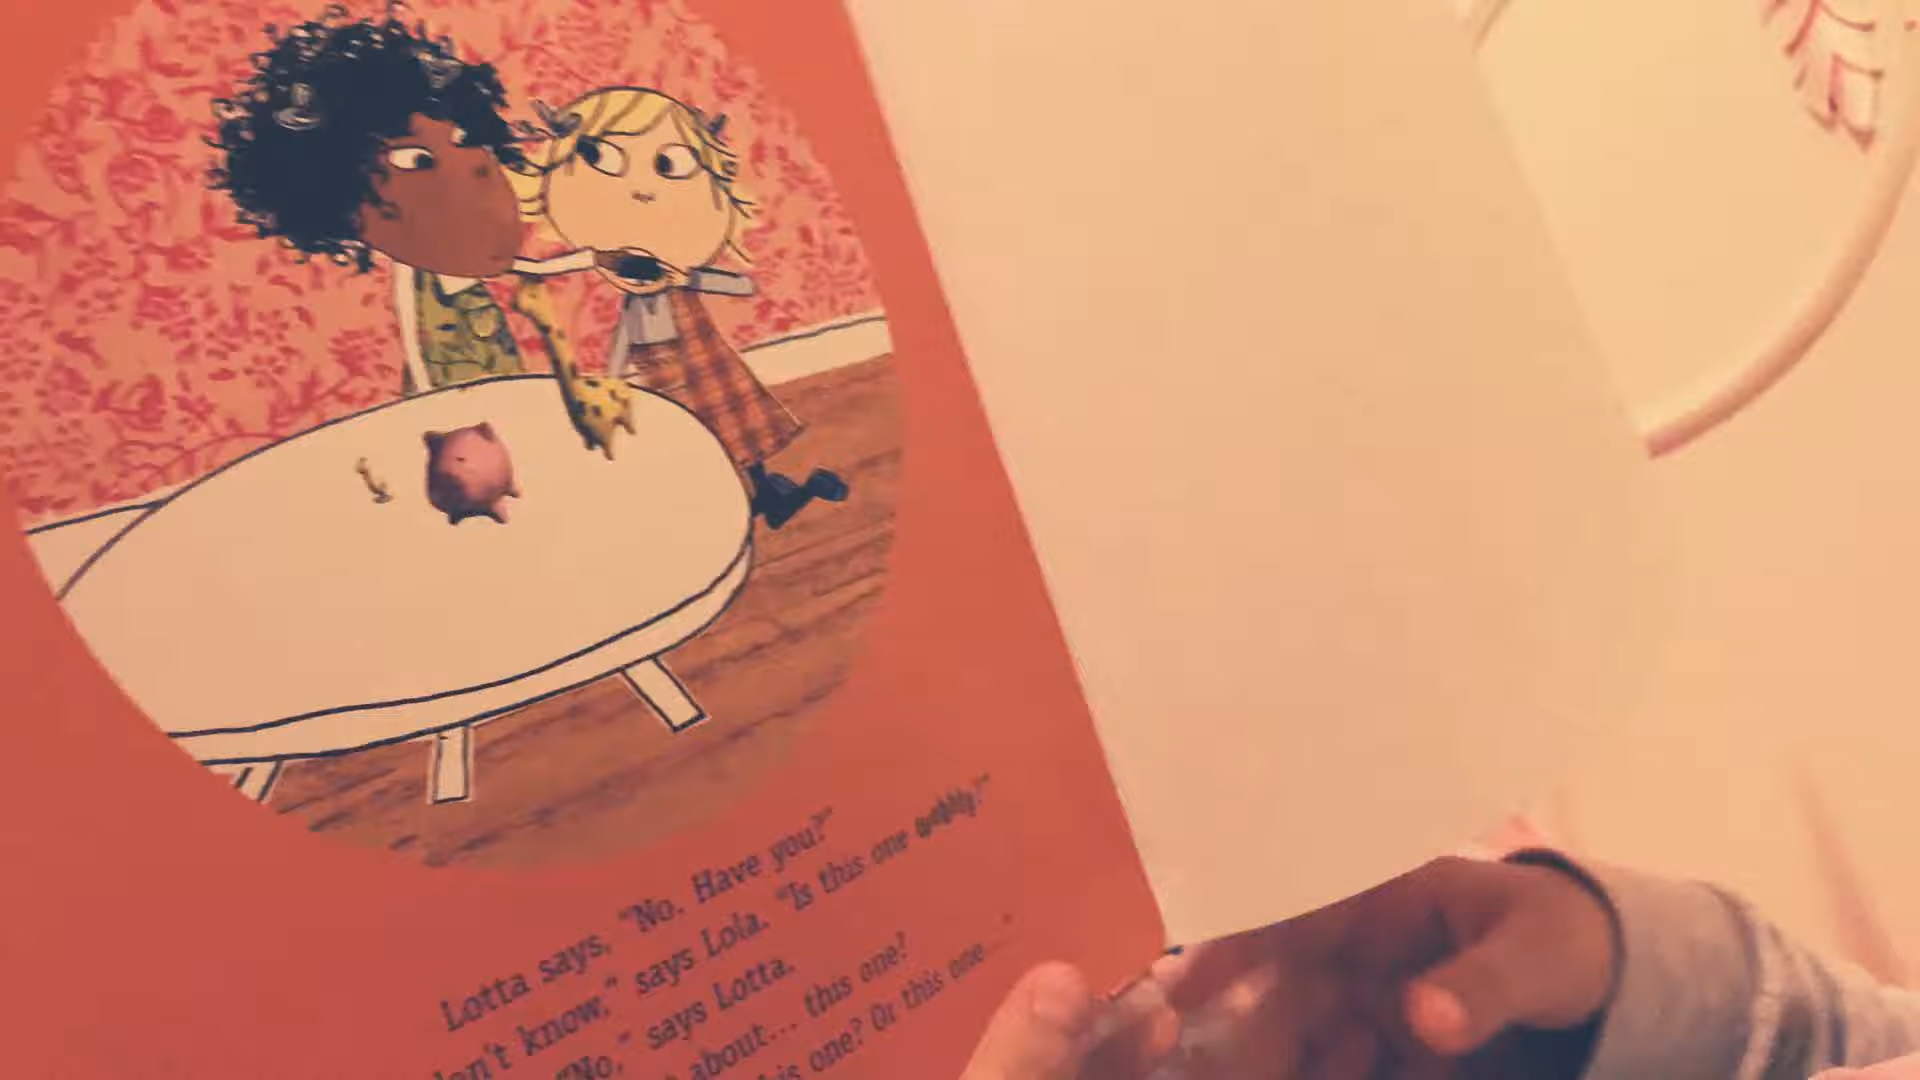 Lotta says, "No. Have you?"
don't know," says Lola. "Is this one wobbly?"
"No," says Lotta.
about... this one?
this one? Or this one..."